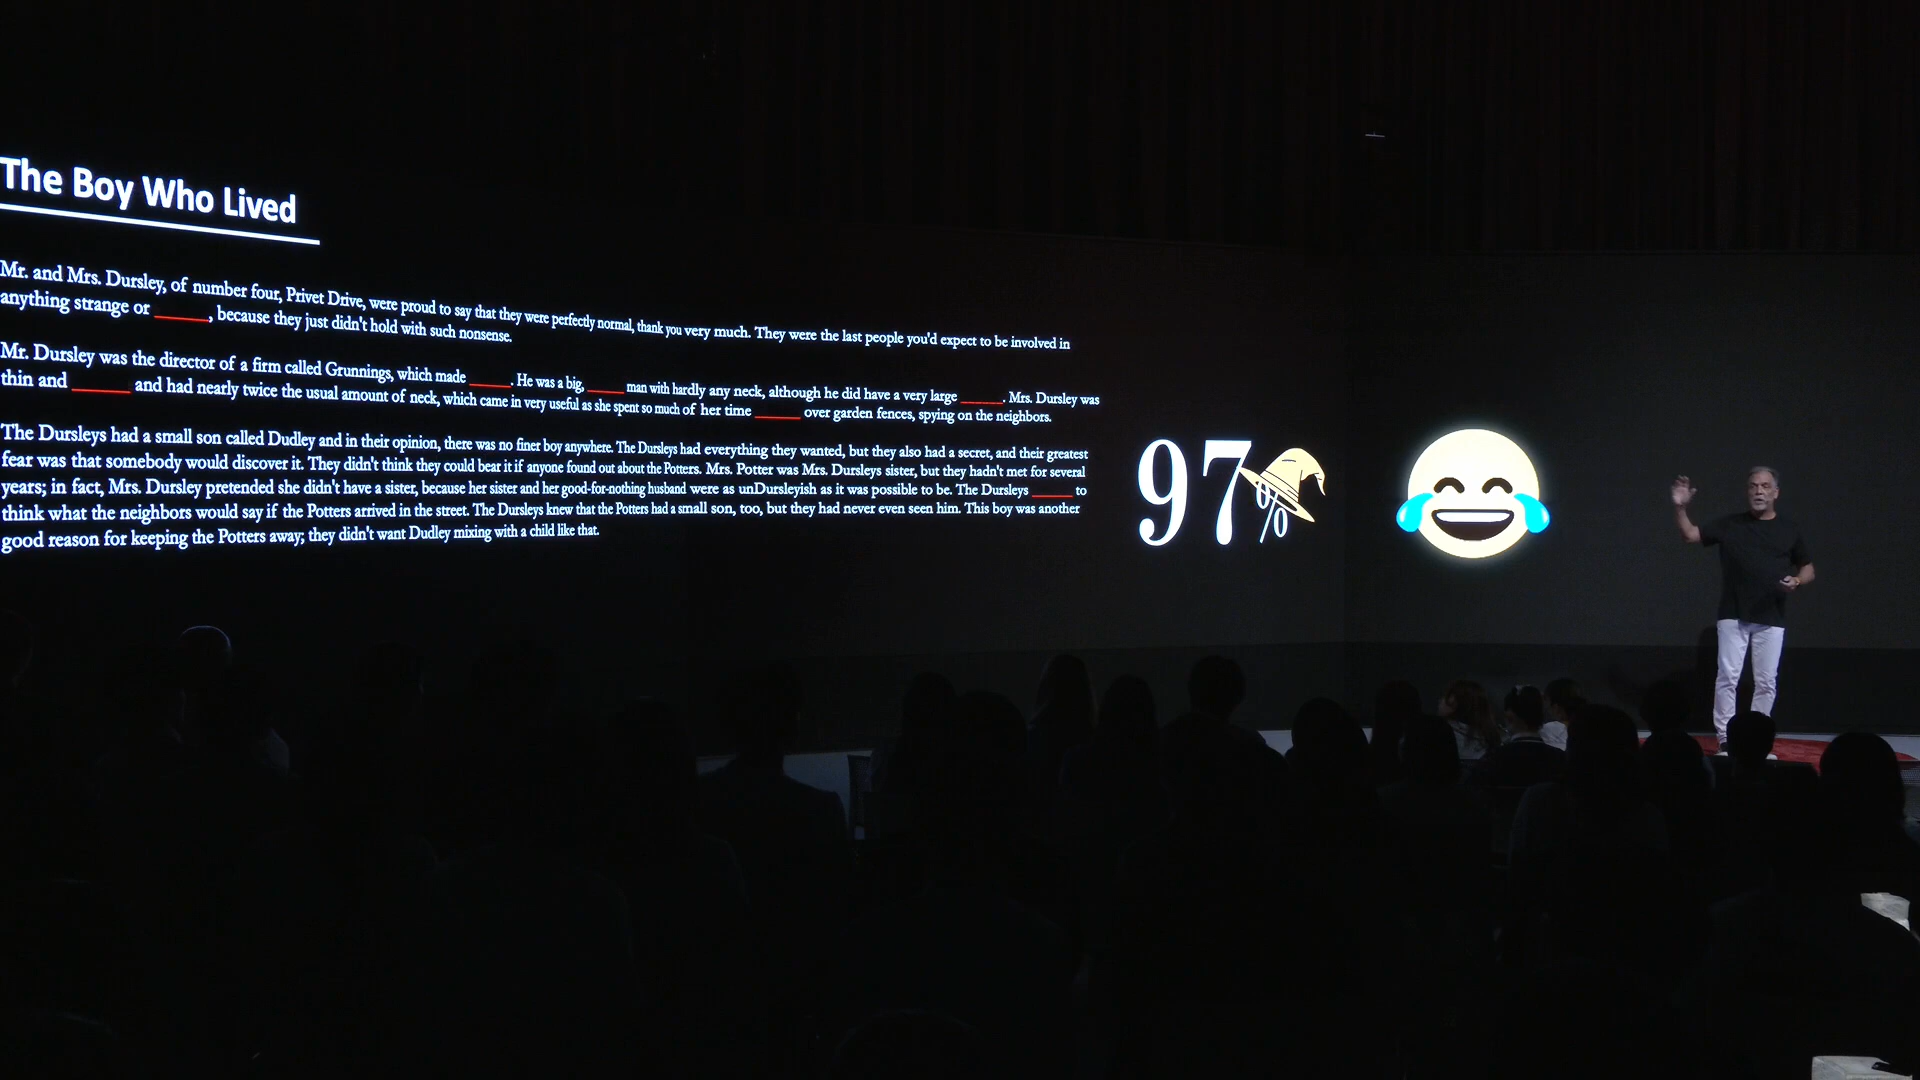 The Boy Who Lived
Mr. and Mrs. Dursley, of number four, Privet Drive, were proud to say that they were perfectly normal, thank you very much. They were the last people you'd expect to be involved in
anything strange or ______, because they just didn't hold with such nonsense.
Mr. Dursley was the director of a firm called Grunnings, which made ______. He was a big, ______ man with hardly any neck, although he did have a very large ______. Mrs. Dursley was
thin and ______ and had nearly twice the usual amount of neck, which came in very useful as she spent so much of her time ______ over garden fences, spying on the neighbors.
The Dursleys had a small son called Dudley and in their opinion, there was no finer boy anywhere. The Dursleys had everything they wanted, but they also had a secret, and their greatest
fear was that somebody would discover it. They didn't think they could bear it if anyone found out about the Potters. Mrs. Potter was Mrs. Dursleys sister, but they hadn't met for several
years; in fact, Mrs. Dursley pretended she didn't have a sister, because her sister and her good-for-nothing husband were as unDursleyish as it was possible to be. The Dursleys ______ to
think what the neighbors would say if the Potters arrived in the street. The Dursleys knew that the Potters had a small son, too, but they had never even seen him. This boy was another
good reason for keeping the Potters away; they didn't want Dudley mixing with a child like that.
97%